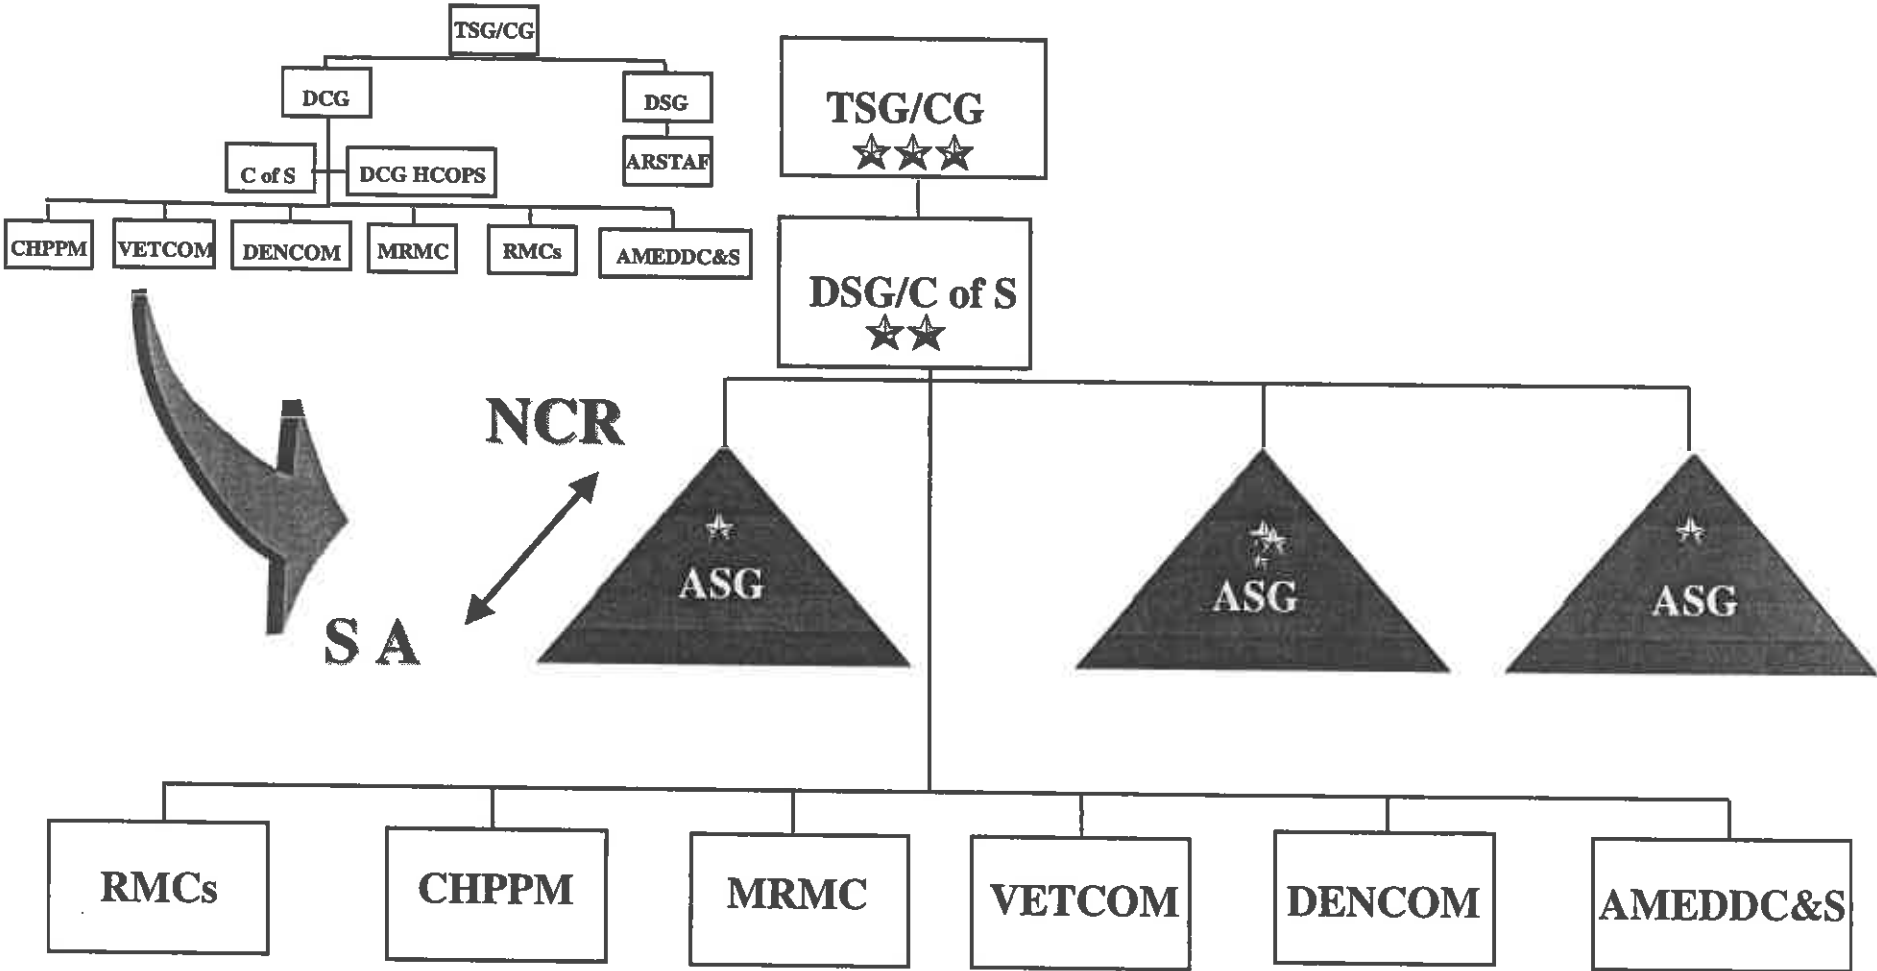 TSG/CG
DCG
DSG
C of S
DCG HCOPS
ARSTAF
CHPPM
VETCOM
DENCOM
MRMC
RMCs
AMEDDC&S
TSG/CG
DSG/C of S
NCR
S A
ASG
ASG
ASG
RMCs
CHPPM
MRMC
VETCOM
DENCOM
AMEDDC&S